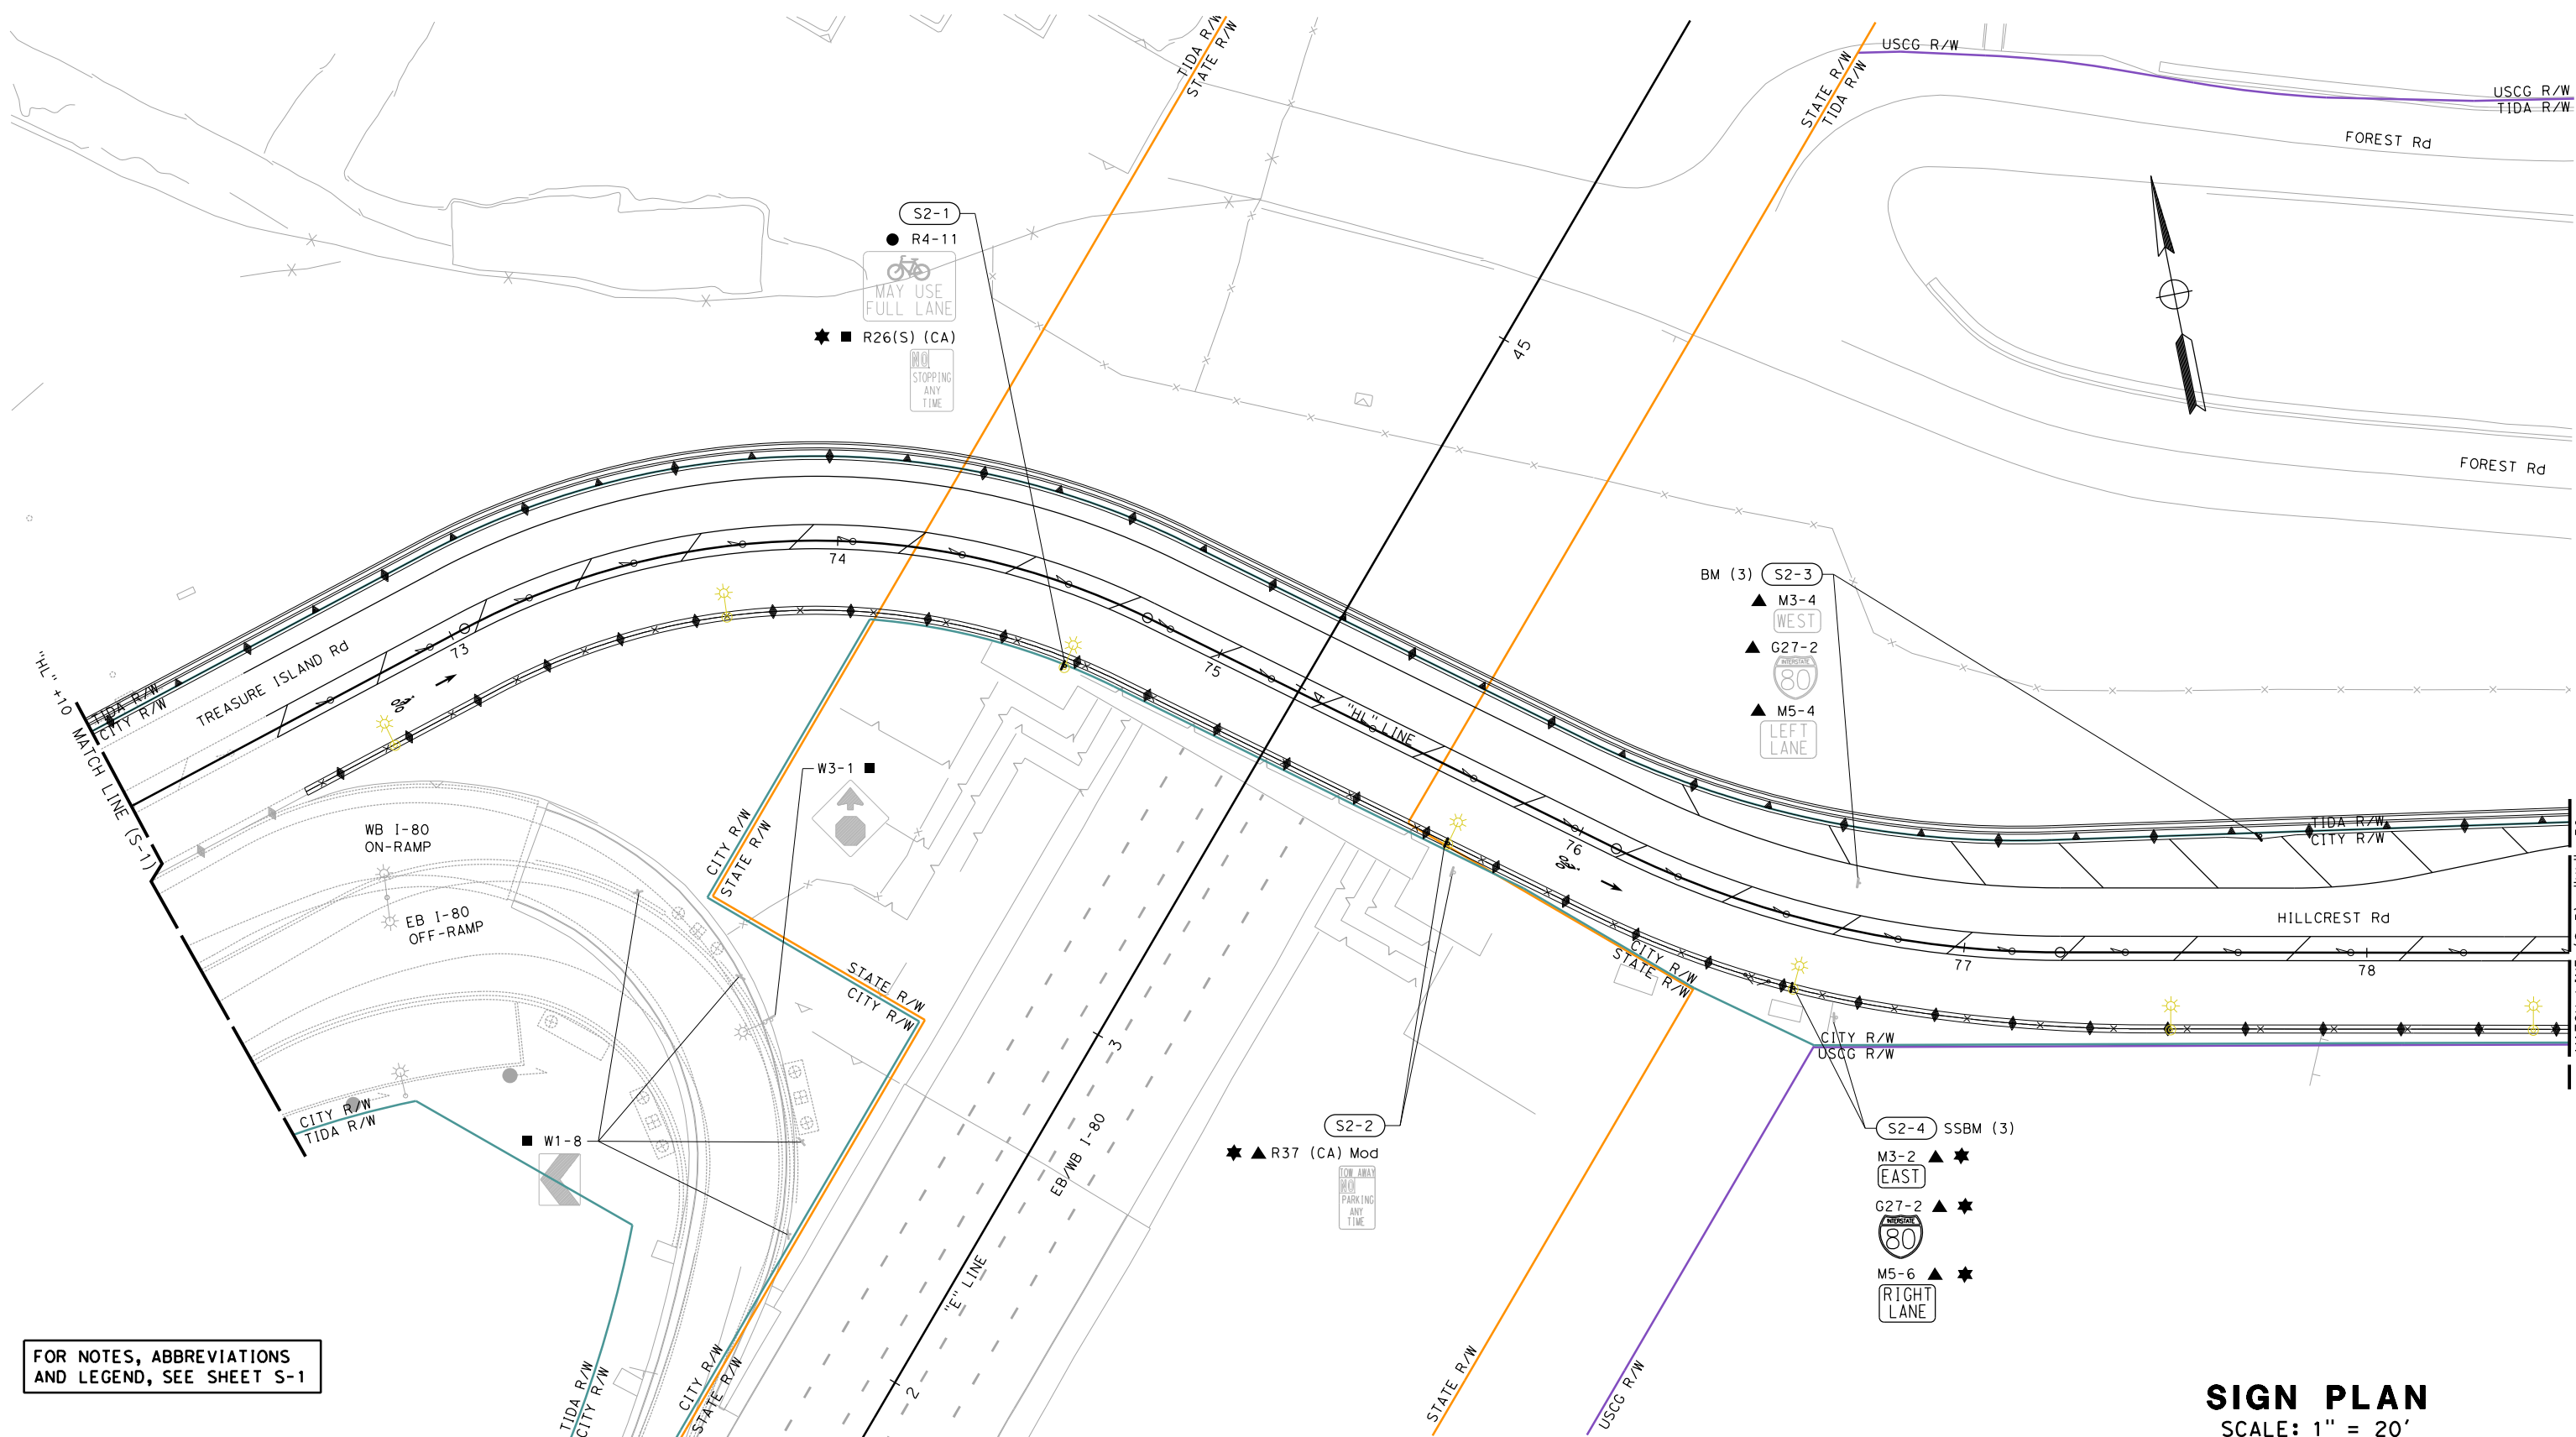 TIDA R/W
STATE R/W
STATE R/W
TIDA R/W
USCG R/W
USCG R/W
TIDA R/W
FOREST Rd
FOREST Rd
S2-1
R4-11
MAY USE
FULL LANE
R26(S) (CA)
NO
STOPPING
ANY
TIME
45
74
73
75
4
"HL" LINE
76
77
78
BM (3) S2-3
M3-4
WEST
G27-2
INTERSTATE
80
M5-4
LEFT
LANE
"HL" +10
MATCH LINE (S-1)
TIDA R/W
CITY R/W
TREASURE ISLAND Rd
W3-1
WB I-80
ON-RAMP
EB I-80
OFF-RAMP
CITY R/W
STATE R/W
STATE R/W
CITY R/W
TIDA R/W
CITY R/W
HILLCREST Rd
CITY R/W
STATE R/W
CITY R/W
USCG R/W
CITY R/W
TIDA R/W
W1-8
3
EB/WB I-80
"E" LINE
2
S2-2
R37 (CA) Mod
TOW AWAY
NO
PARKING
ANY
TIME
S2-4 SSBM (3)
M3-2
EAST
G27-2
INTERSTATE
80
M5-6
RIGHT
LANE
TIDA R/W
CITY R/W
CITY R/W
STATE R/W
STATE R/W
USCG R/W
FOR NOTES, ABBREVIATIONS
AND LEGEND, SEE SHEET S-1
SIGN PLAN
SCALE: 1" = 20'